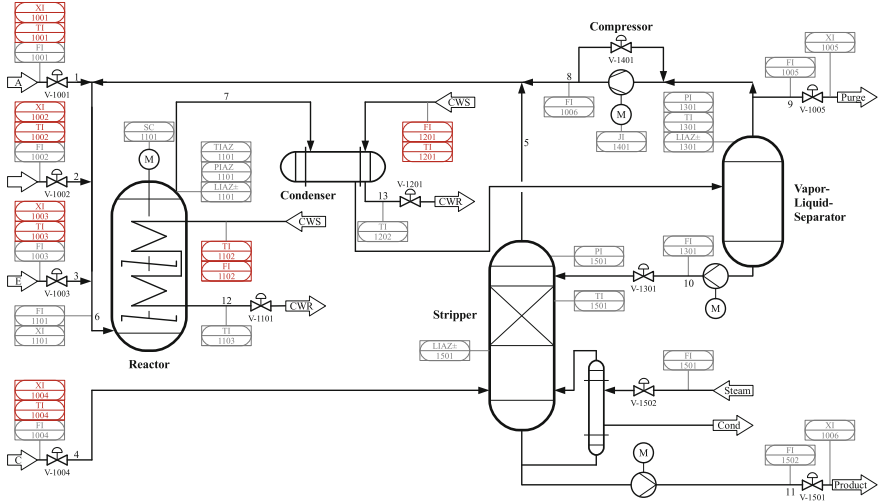 XI
1001
TI
1001
FI
1001
A
V-1001
1
XI
1002
TI
1002
FI
1002
V-1002
2
XI
1003
TI
1003
FI
1003
E
V-1003
3
FI
1101
XI
1101
6
XI
1004
TI
1004
FI
1004
C
V-1004
4
7
SC
1101
M
TIAZ
1101
PIAZ
1101
LIAZ±
1101
CWS
TI
1102
FI
1102
12
CWR
V-1101
TI
1103
Reactor
CWS
FI
1201
TI
1201
Condenser
V-1201
13
CWR
TI
1202
Compressor
V-1401
8
FI
1006
M
JI
1401
5
PI
1301
TI
1301
LIAZ±
1301
XI
1005
FI
1005
9
V-1005
Purge
Vapor-
Liquid-
Separator
PI
1501
FI
1301
V-1301
10
M
TI
1501
Stripper
LIAZ±
1501
FI
1501
V-1502
Steam
Cond
M
XI
1006
FI
1502
11
V-1501
Product